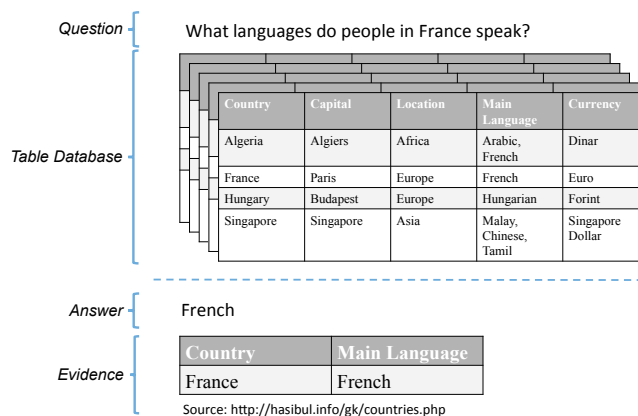 Question
What languages do people in France speak?
Table Database
Country Capital Location Main Language Currency
Algeria Algiers Africa Arabic, French Dinar
France Paris Europe French Euro
Hungary Budapest Europe Hungarian Forint
Singapore Singapore Asia Malay, Chinese, Tamil Singapore Dollar
Answer
French
Evidence
Country Main Language
France French
Source: http://hasibul.info/gk/countries.php